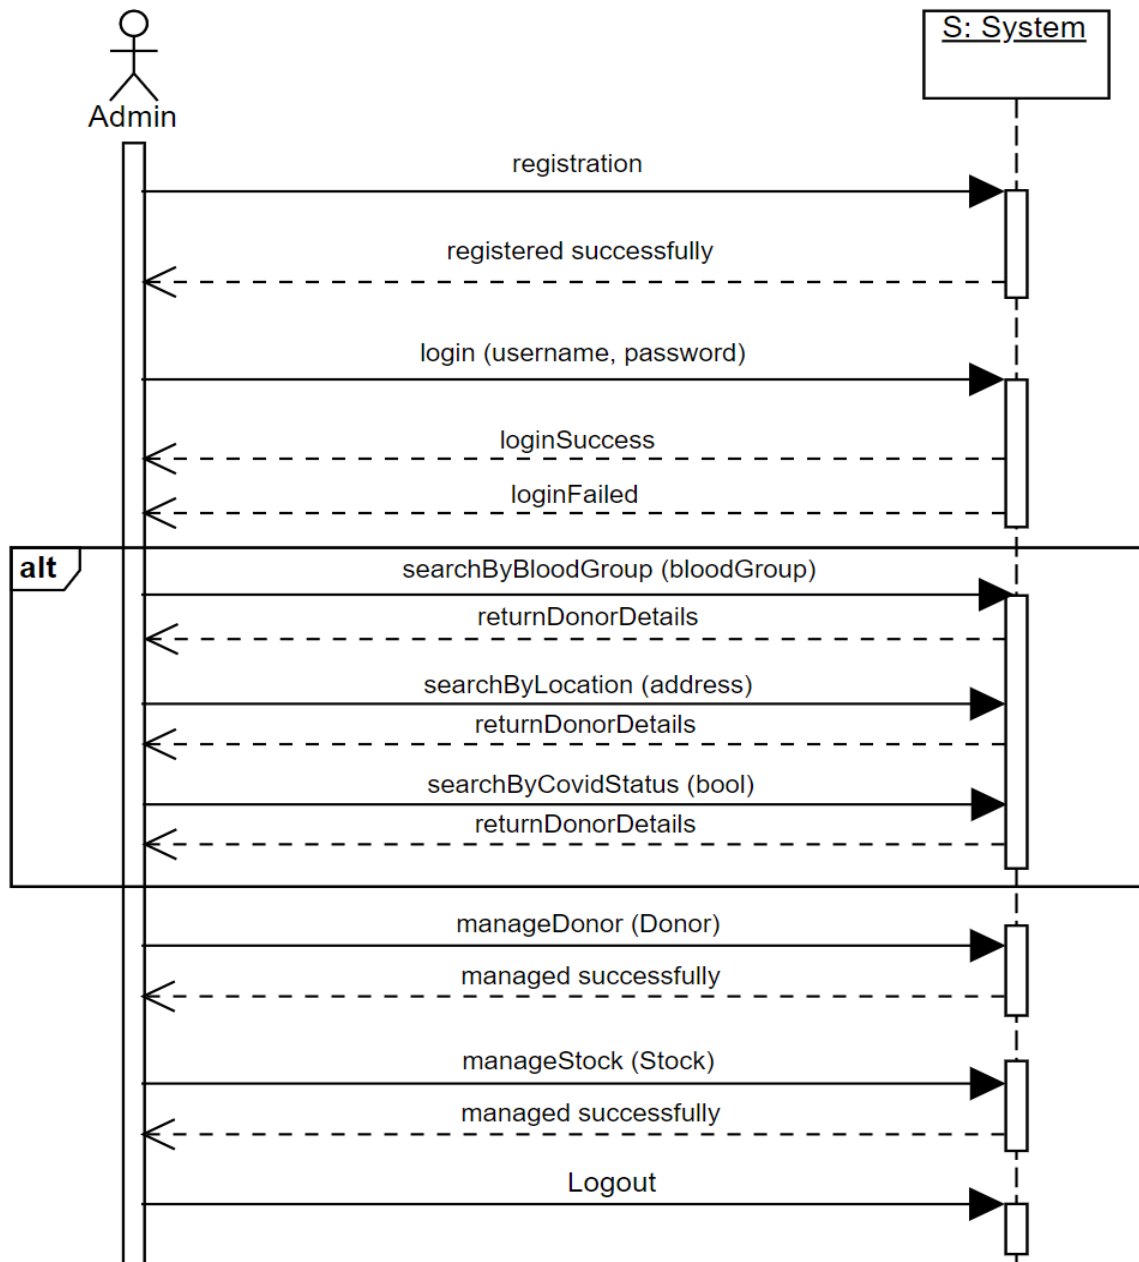 S: System
Admin
registration
registered successfully
login (username, password)
loginSuccess
loginFailed
alt
searchByBloodGroup (bloodGroup)
returnDonorDetails
searchByLocation (address)
returnDonorDetails
searchByCovidStatus (bool)
returnDonorDetails
manageDonor (Donor)
managed successfully
manageStock (Stock)
managed successfully
Logout